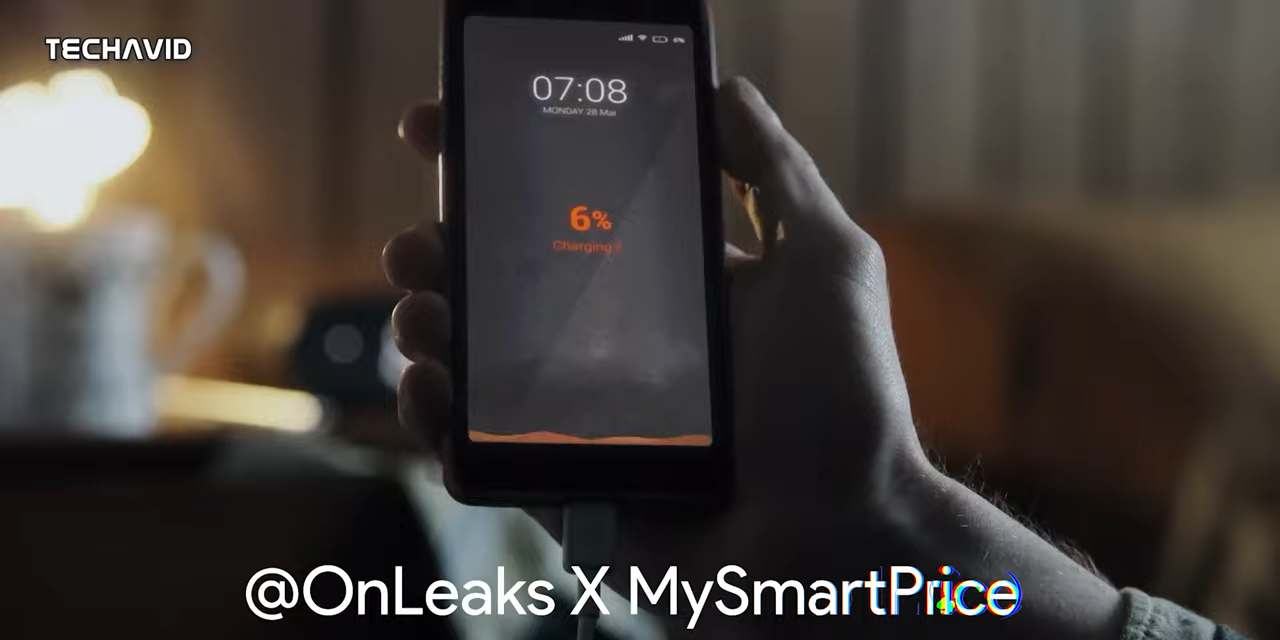 TECHAVID
07:08
MONDAY 28 Mar
6%
Charging
@OnLeaks X MySmartPrice